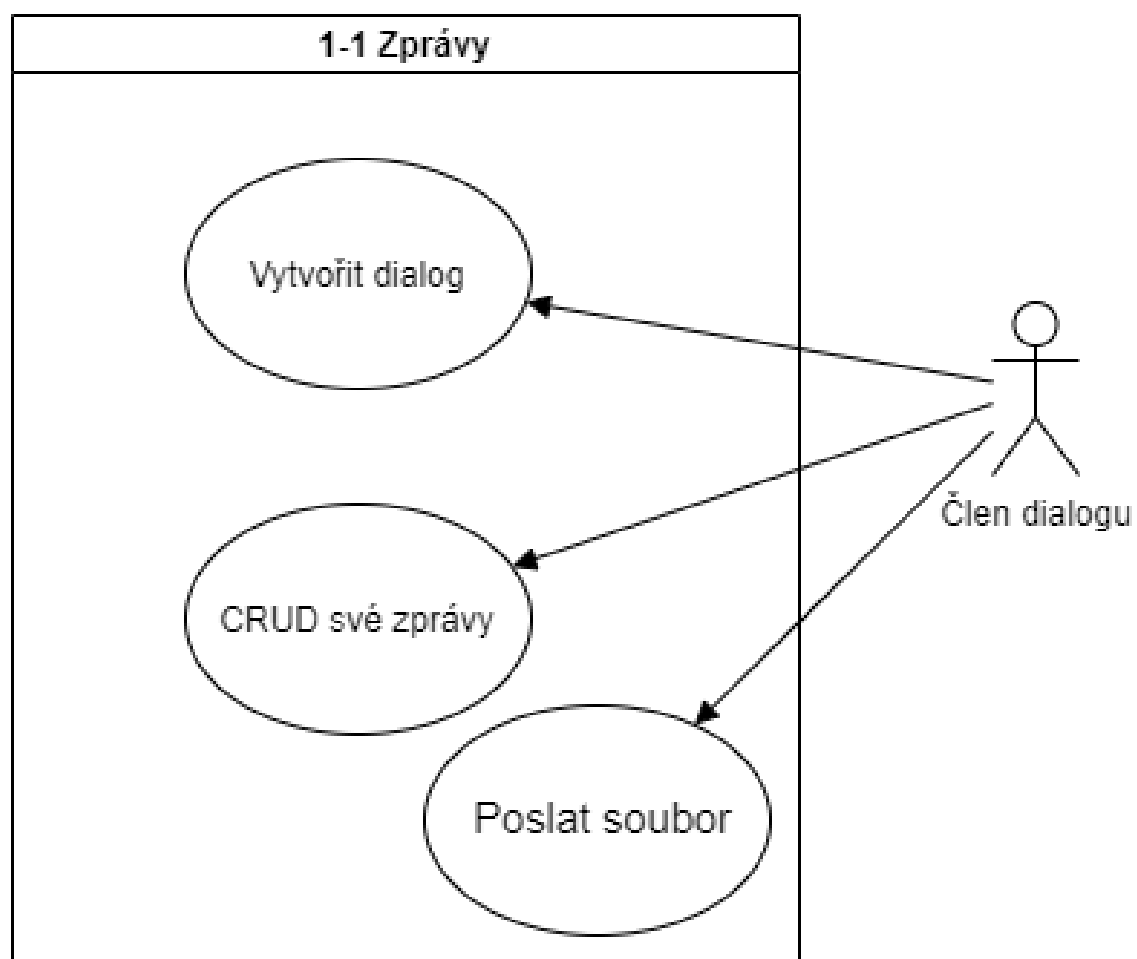 1-1 Zprávy
Vytvořit dialog
Člen dialogu
CRUD své zprávy
Poslat soubor